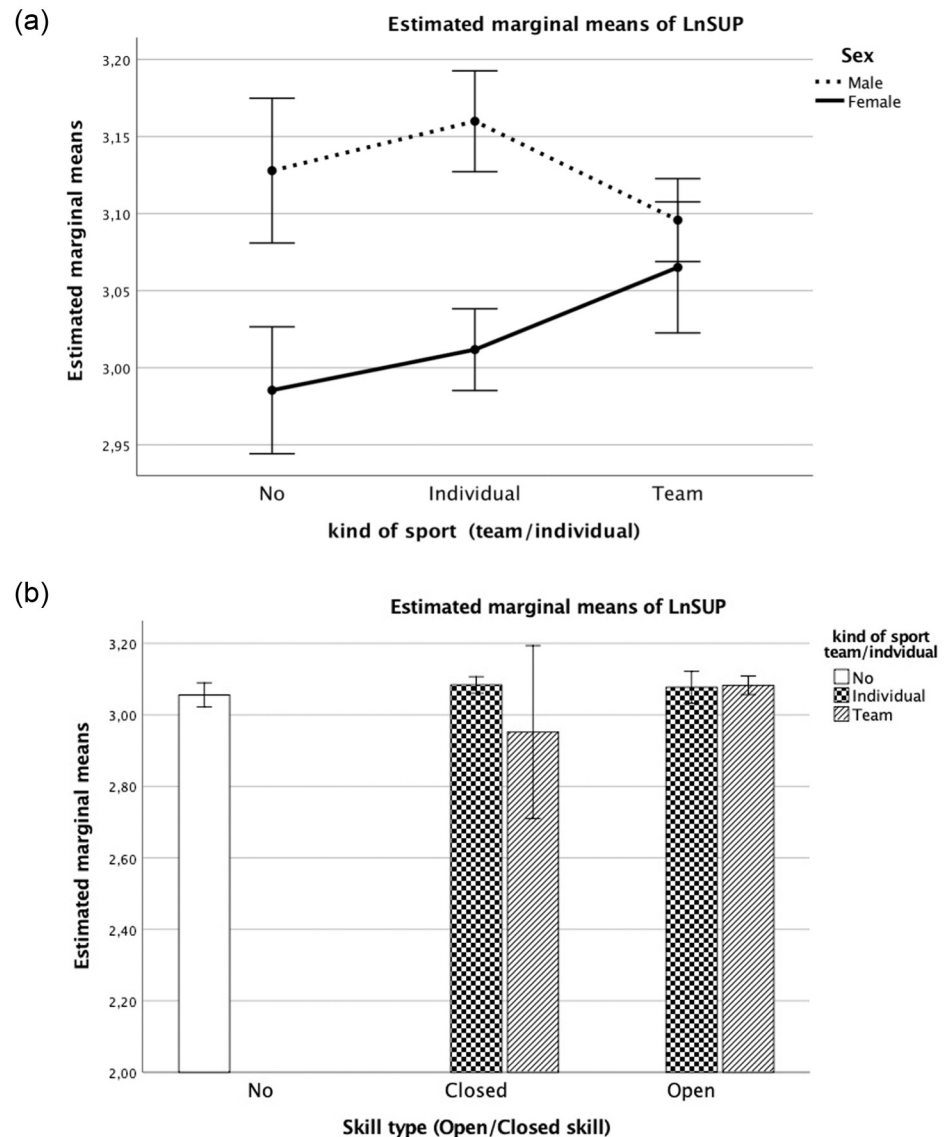 (a)
Estimated marginal means of LnSUP
Sex
Male
Female
Estimated marginal means
3,20
3,15
3,10
3,05
3,00
2,95
No Individual Team
kind of sport (team/individual)
(b)
Estimated marginal means of LnSUP
kind of sport
team/indvidual
No
Individual
Team
Estimated marginal means
3,20
3,00
2,80
2,60
2,40
2,20
2,00
No Closed Open
Skill type (Open/Closed skill)